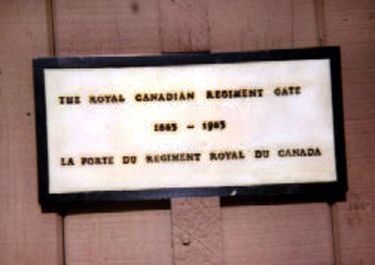 THE ROYAL CANADIAN REGIMENT GATE
1883 – 1983
LA PORTE DU REGIMENT ROYAL DU CANADA